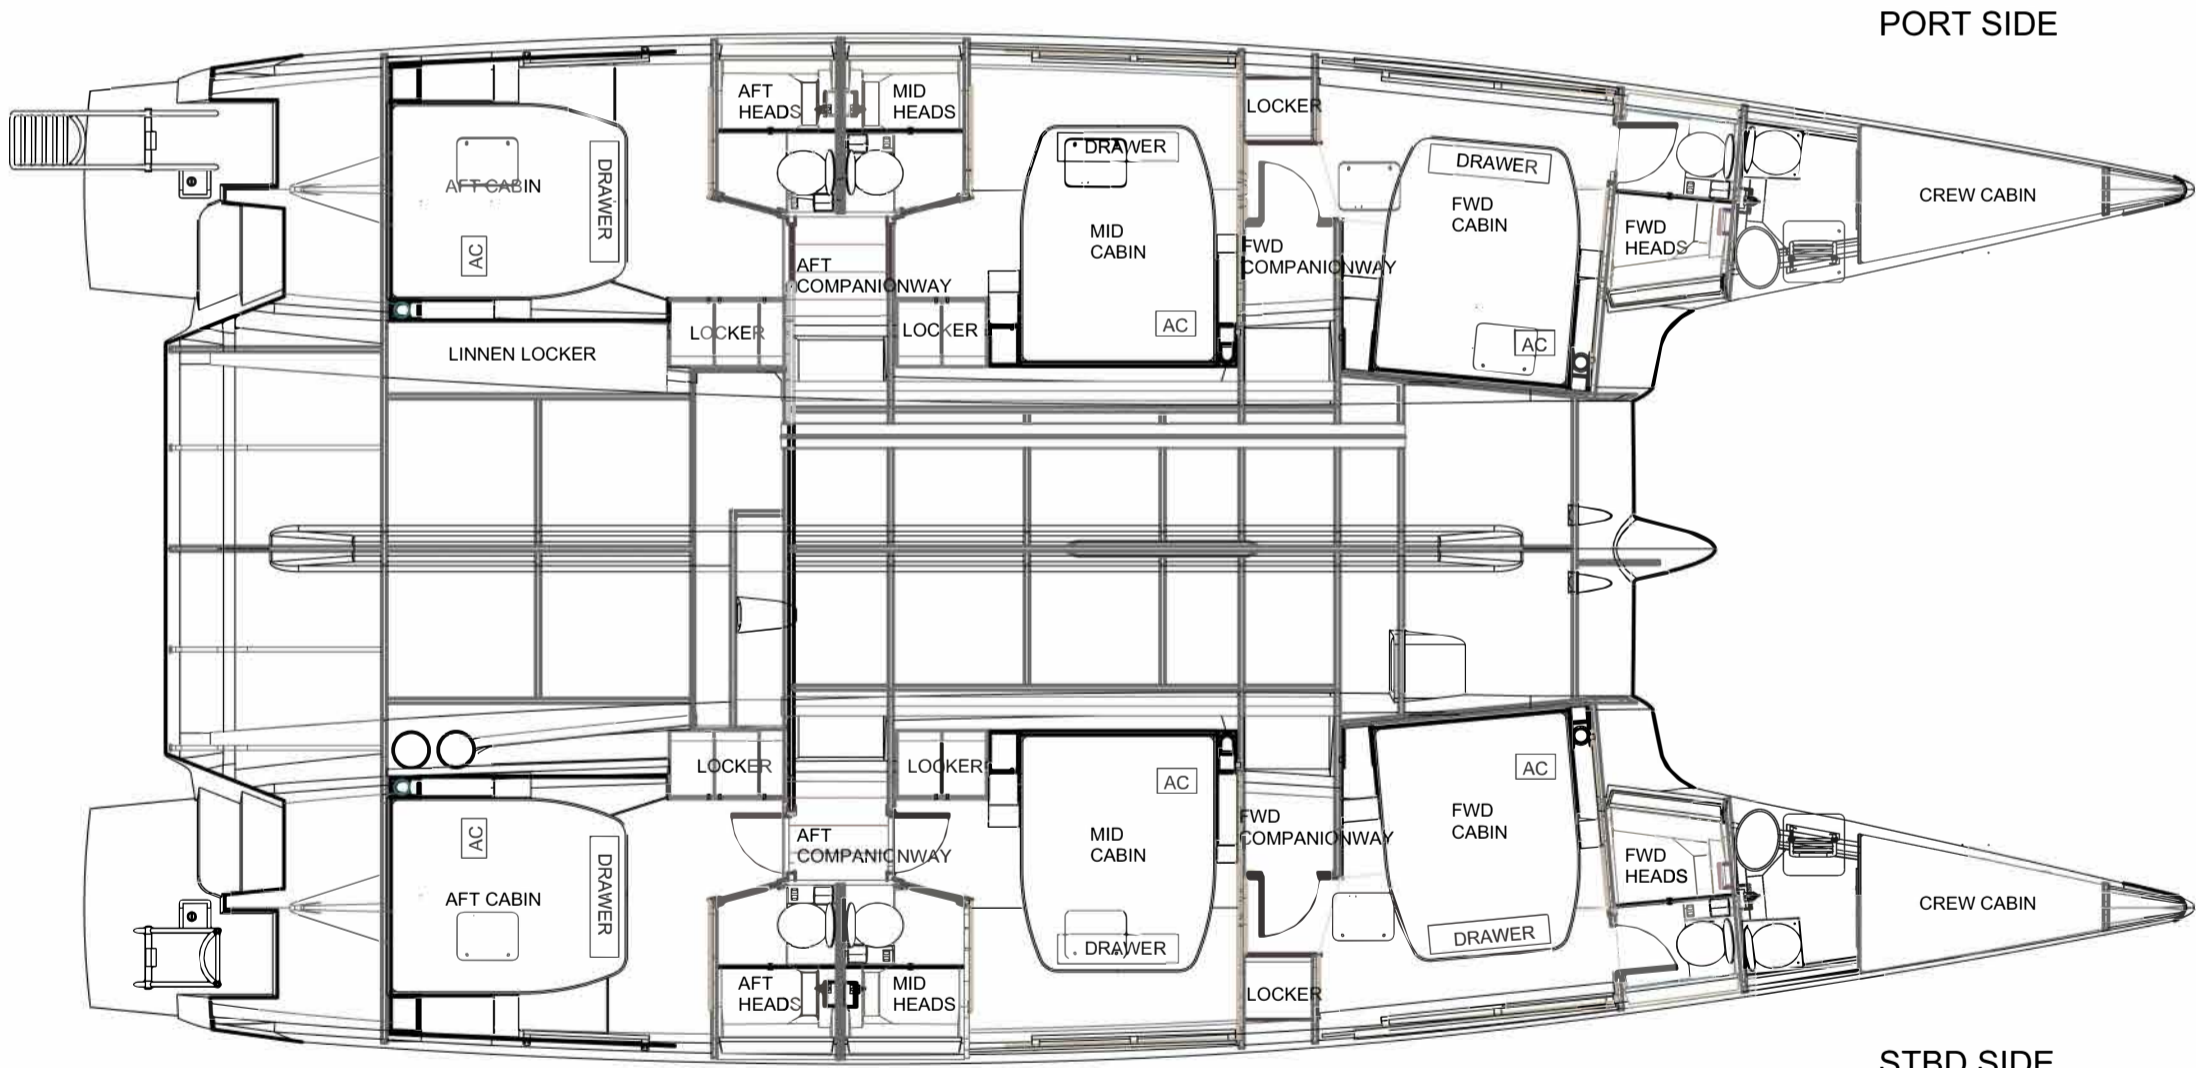 PORT SIDE
AFT
HEADS
MID
HEADS
LOCKER
DRAWER
DRAWER
AFT CABIN
DRAWER
CREW CABIN
FWD
CABIN
MID
CABIN
FWD
HEADS
AC
FWD
COMPANIONWAY
AFT
COMPANIONWAY
LOCKER
LOCKER
AC
AC
LINNEN LOCKER
LOCKER
LOCKER
AC
AC
AC
FWD
CABIN
FWD
COMPANIONWAY
MID
CABIN
AFT
COMPANIONWAY
FWD
HEADS
AFT CABIN
DRAWER
CREW CABIN
DRAWER
DRAWER
AFT
HEADS
MID
HEADS
LOCKER
STBD SIDE